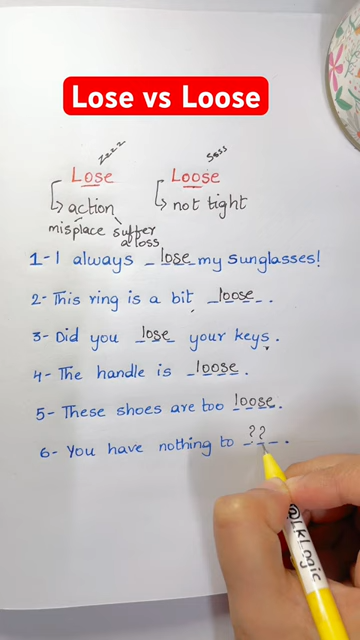 Lose vs Loose
zzzz
ssss
Lose
Loose
action
not tight
misplace suffer a loss
1- I always lose my sunglasses!
2- This ring is a bit loose.
3- Did you lose your keys.
4- The handle is loose.
5- These shoes are too loose.
6- You have nothing to ??.
@LKLogic